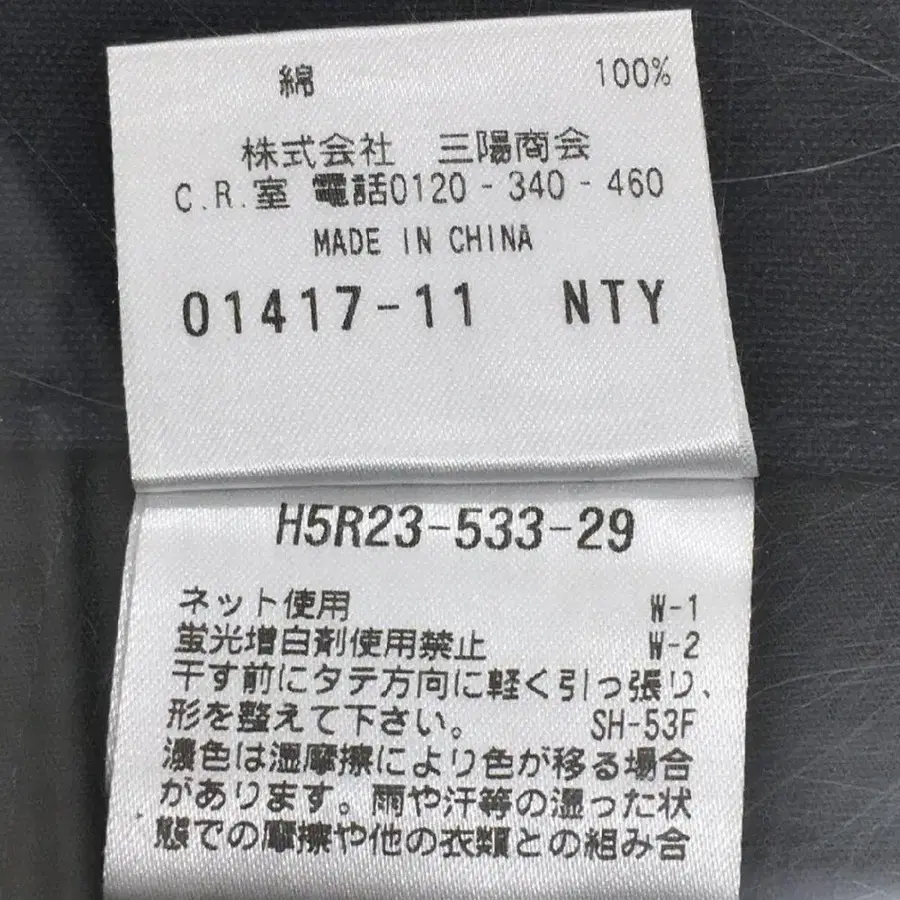 綿 100%
株式会社 三陽商会
C.R.室 電話0120-340-460
MADE IN CHINA
01417-11 NTY
H5R23-533-29
ネット使用 W-1
蛍光増白剤使用禁止 W-2
干す前にタテ方向に軽く引っ張り、
形を整えて下さい。 SH-53F
濃色は湿摩擦により色が移る場合
があります。雨や汗等の湿った状
態での摩擦や他の衣類との組み合